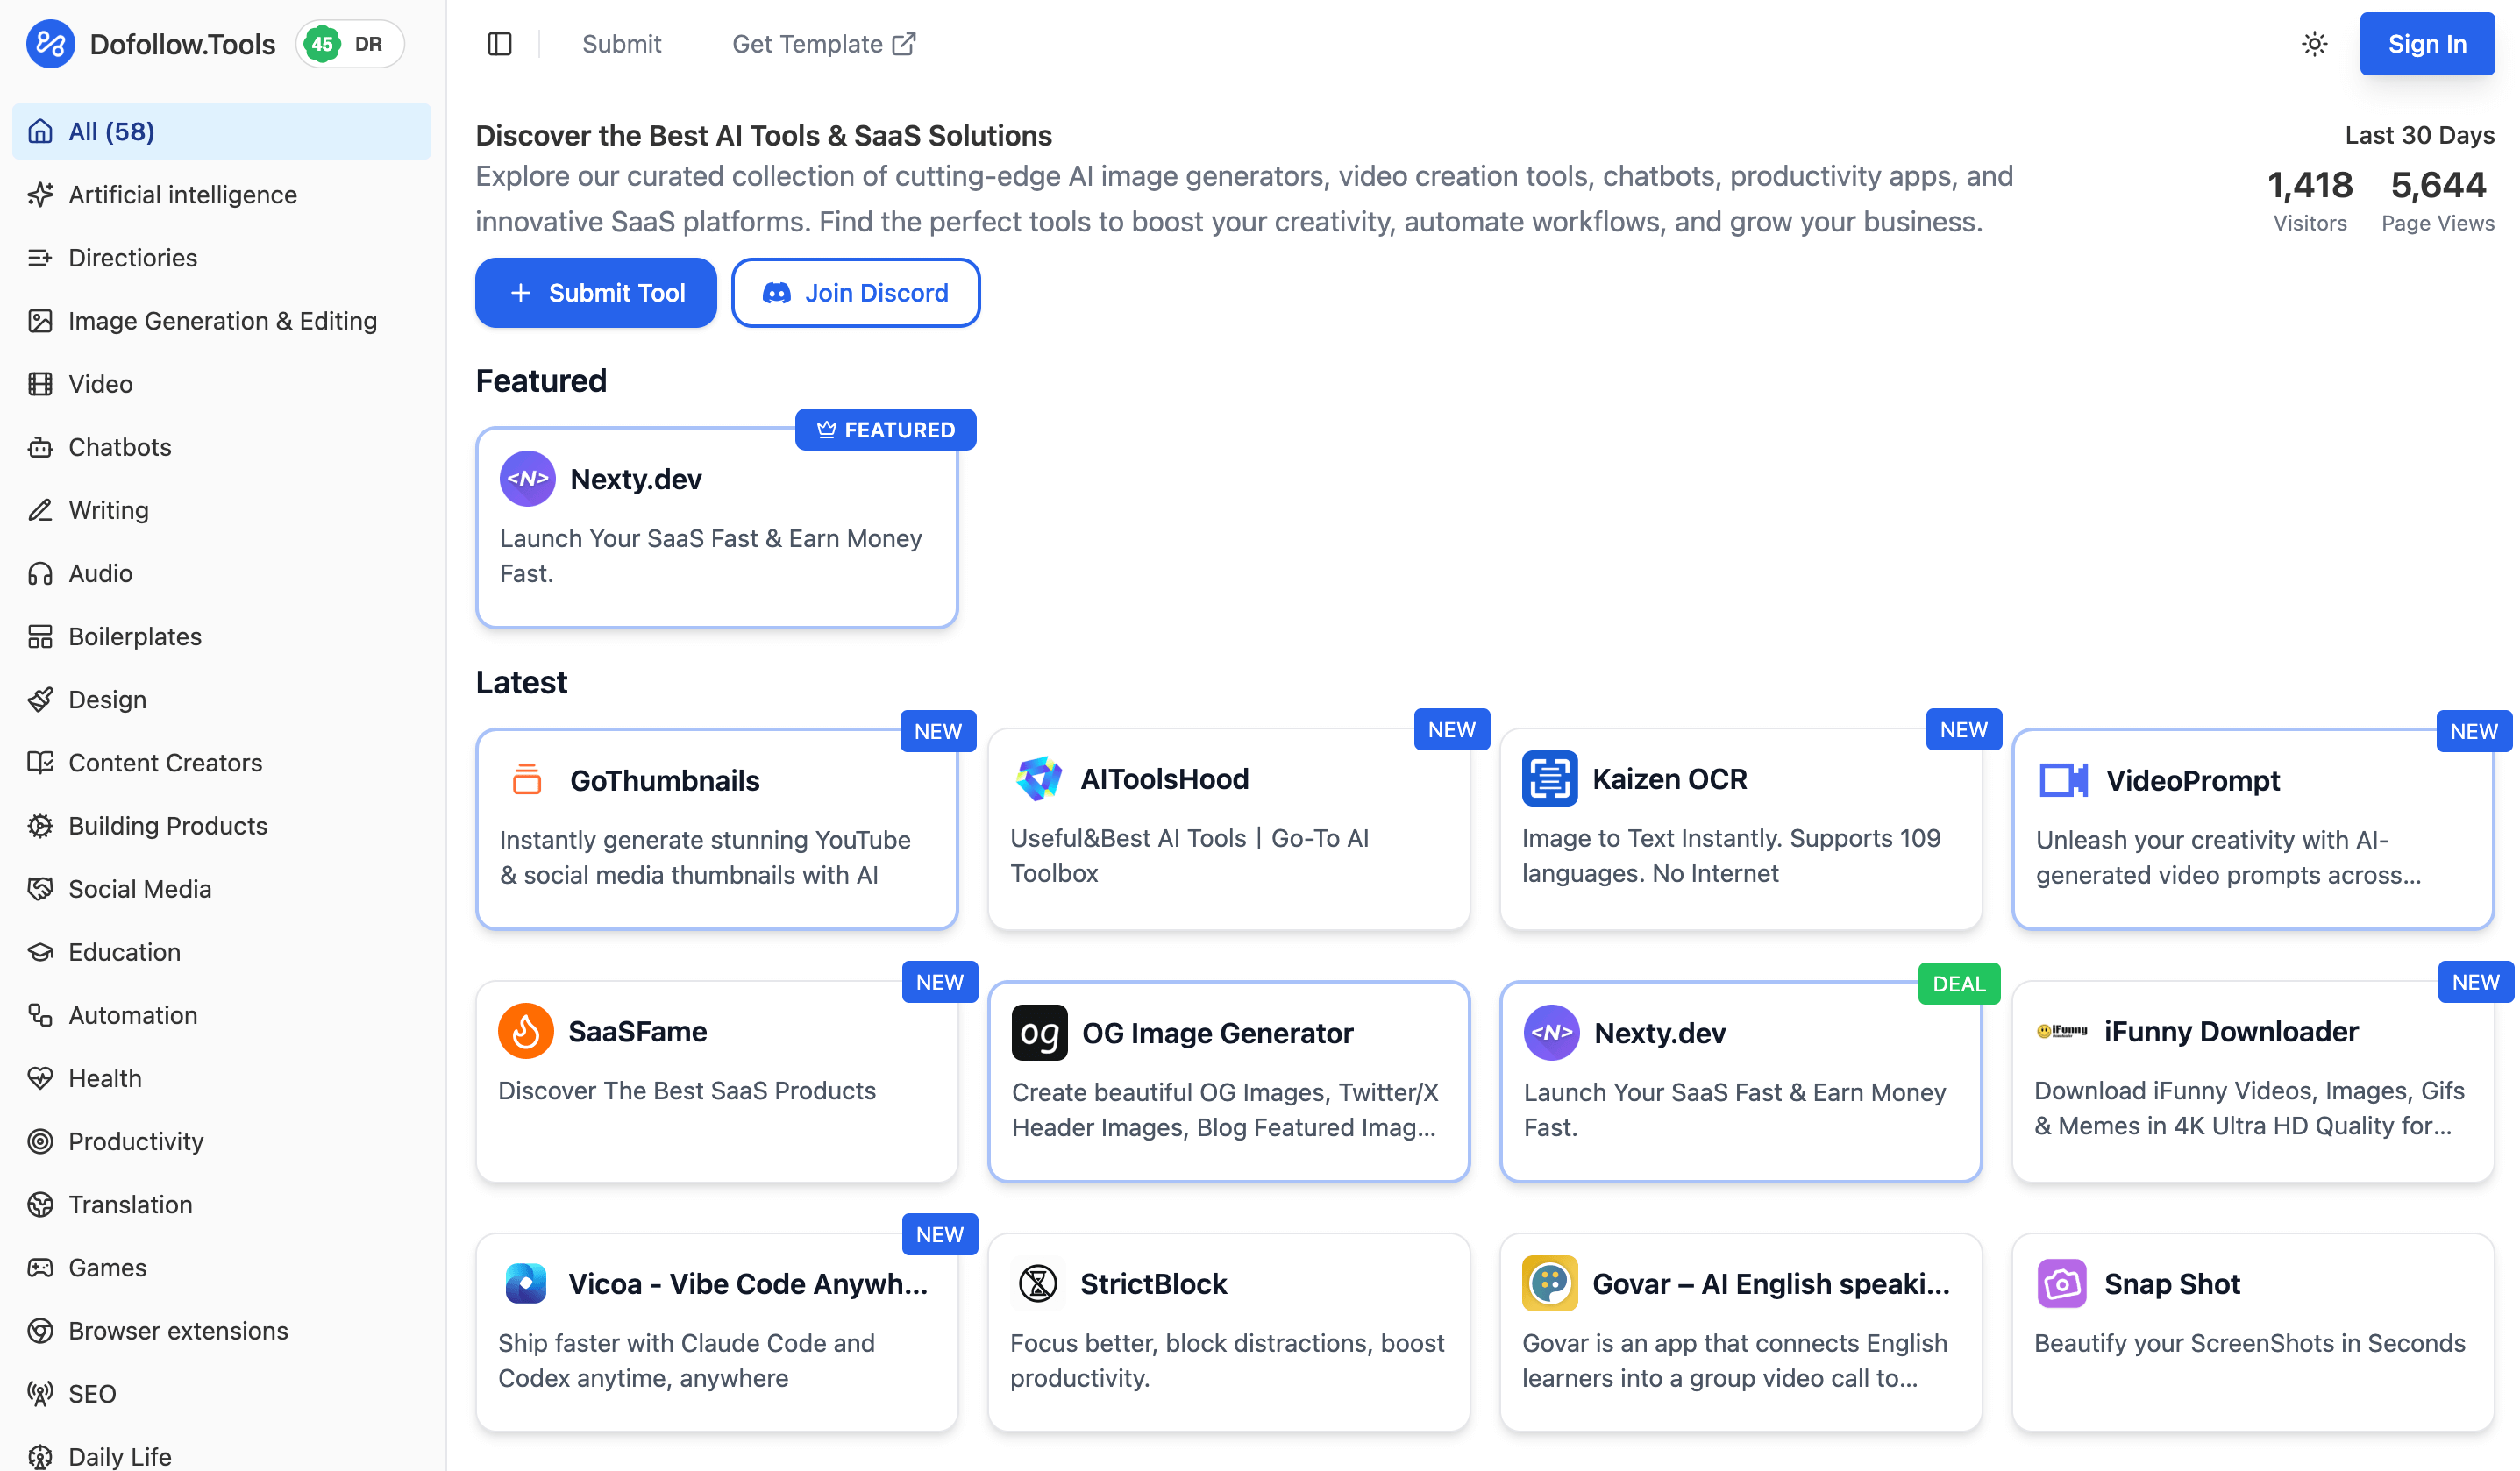 Dofollow.Tools 45 DR
All (58)
Artificial intelligence
Directiories
Image Generation & Editing
Video
Chatbots
Writing
Audio
Boilerplates
Design
Content Creators
Building Products
Social Media
Education
Automation
Health
Productivity
Translation
Games
Browser extensions
SEO
Daily Life
Submit Get Template Sign In
Discover the Best AI Tools & SaaS Solutions
Explore our curated collection of cutting-edge AI image generators, video creation tools, chatbots, productivity apps, and
innovative SaaS platforms. Find the perfect tools to boost your creativity, automate workflows, and grow your business.
Last 30 Days
1,418 5,644
Visitors Page Views
+ Submit Tool Join Discord
Featured
FEATURED
<N> Nexty.dev
Launch Your SaaS Fast & Earn Money
Fast.
Latest
NEW
GoThumbnails
Instantly generate stunning YouTube
& social media thumbnails with AI
NEW
AIToolsHood
Useful&Best AI Tools | Go-To AI
Toolbox
NEW
Kaizen OCR
Image to Text Instantly. Supports 109
languages. No Internet
NEW
VideoPrompt
Unleash your creativity with AI-
generated video prompts across...
NEW
SaaSFame
Discover The Best SaaS Products
og OG Image Generator
Create beautiful OG Images, Twitter/X
Header Images, Blog Featured Imag...
DEAL
<N> Nexty.dev
Launch Your SaaS Fast & Earn Money
Fast.
NEW
iFunny iFunny Downloader
Download iFunny Videos, Images, Gifs
& Memes in 4K Ultra HD Quality for...
NEW
Vicoa - Vibe Code Anywh...
Ship faster with Claude Code and
Codex anytime, anywhere
StrictBlock
Focus better, block distractions, boost
productivity.
Govar – AI English speaki...
Govar is an app that connects English
learners into a group video call to...
Snap Shot
Beautify your ScreenShots in Seconds